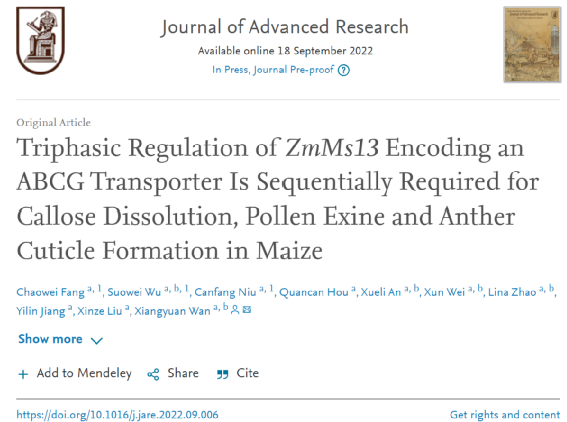 Journal of Advanced Research
Available online 18 September 2022
In Press, Journal Pre-proof ?
Original Article
Triphasic Regulation of ZmMs13 Encoding an
ABCG Transporter Is Sequentially Required for
Callose Dissolution, Pollen Exine and Anther
Cuticle Formation in Maize
Chaowei Fang a, 1, Suowei Wu a, b, 1, Canfang Niu a, 1, Quancan Hou a, Xueli An a, b, Xun Wei a, b, Lina Zhao a, b,
Yilin Jiang a, Xinze Liu a, Xiangyuan Wan a, b
Show more
+ Add to Mendeley Share Cite
https://doi.org/10.1016/j.jare.2022.09.006 Get rights and content